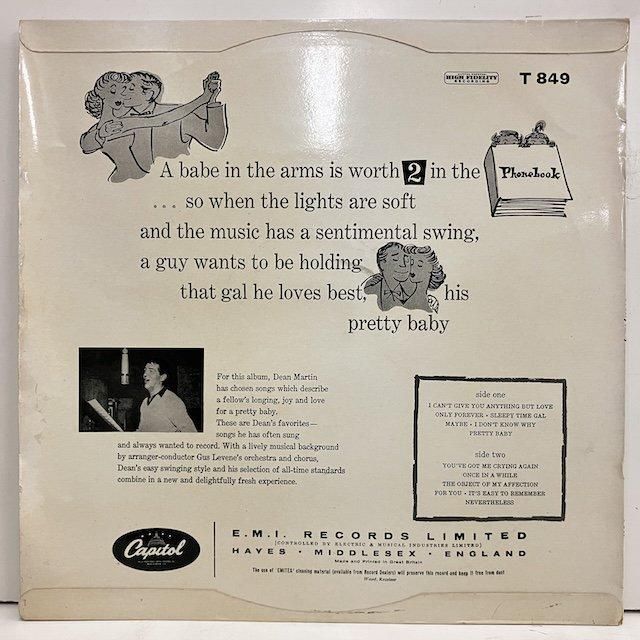 HIGH FIDELITY
RECORDING
T 849
A babe in the arms is worth 2 in the
Phonebook
... so when the lights are soft
and the music has a sentimental swing,
a guy wants to be holding
that gal he loves best, his
pretty baby
For this album, Dean Martin
has chosen songs which describe
a fellow's longing, joy and love
for a pretty baby.
These are Dean's favorites—
songs he has often sung
and always wanted to record. With a lively musical background
by arranger-conductor Gus Levene's orchestra and chorus,
Dean's easy swinging style and his selection of all-time standards
combine in a new and delightfully fresh experience.
side one
I CAN'T GIVE YOU ANYTHING BUT LOVE
ONLY FOREVER • SLEEPY TIME GAL
MAYBE • I DON'T KNOW WHY
PRETTY BABY
side two
YOU'VE GOT ME CRYING AGAIN
ONCE IN A WHILE
THE OBJECT OF MY AFFECTION
FOR YOU • IT'S EASY TO REMEMBER
NEVERTHELESS
Capitol
E.M.I. RECORDS LIMITED
(CONTROLLED BY ELECTRIC & MUSICAL INDUSTRIES LIMITED)
HAYES • MIDDLESEX • ENGLAND
Made and Printed in Great Britain
The use of "EMITEX" cleaning material (available from Record Dealers) will preserve this record and keep it free from dust